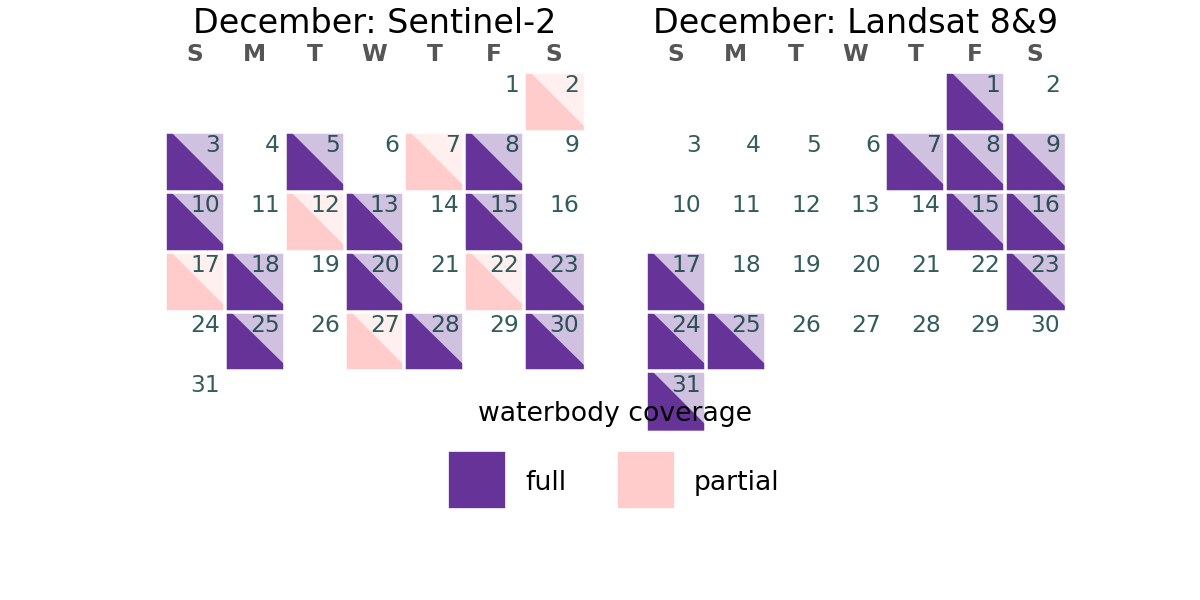 December: Sentinel-2
S M T W T F S
1 2
3 4 5 6 7 8 9
10 11 12 13 14 15 16
17 18 19 20 21 22 23
24 25 26 27 28 29 30
31
December: Landsat 8&9
S M T W T F S
1 2
3 4 5 6 7 8 9
10 11 12 13 14 15 16
17 18 19 20 21 22 23
24 25 26 27 28 29 30
31
waterbody coverage
full partial